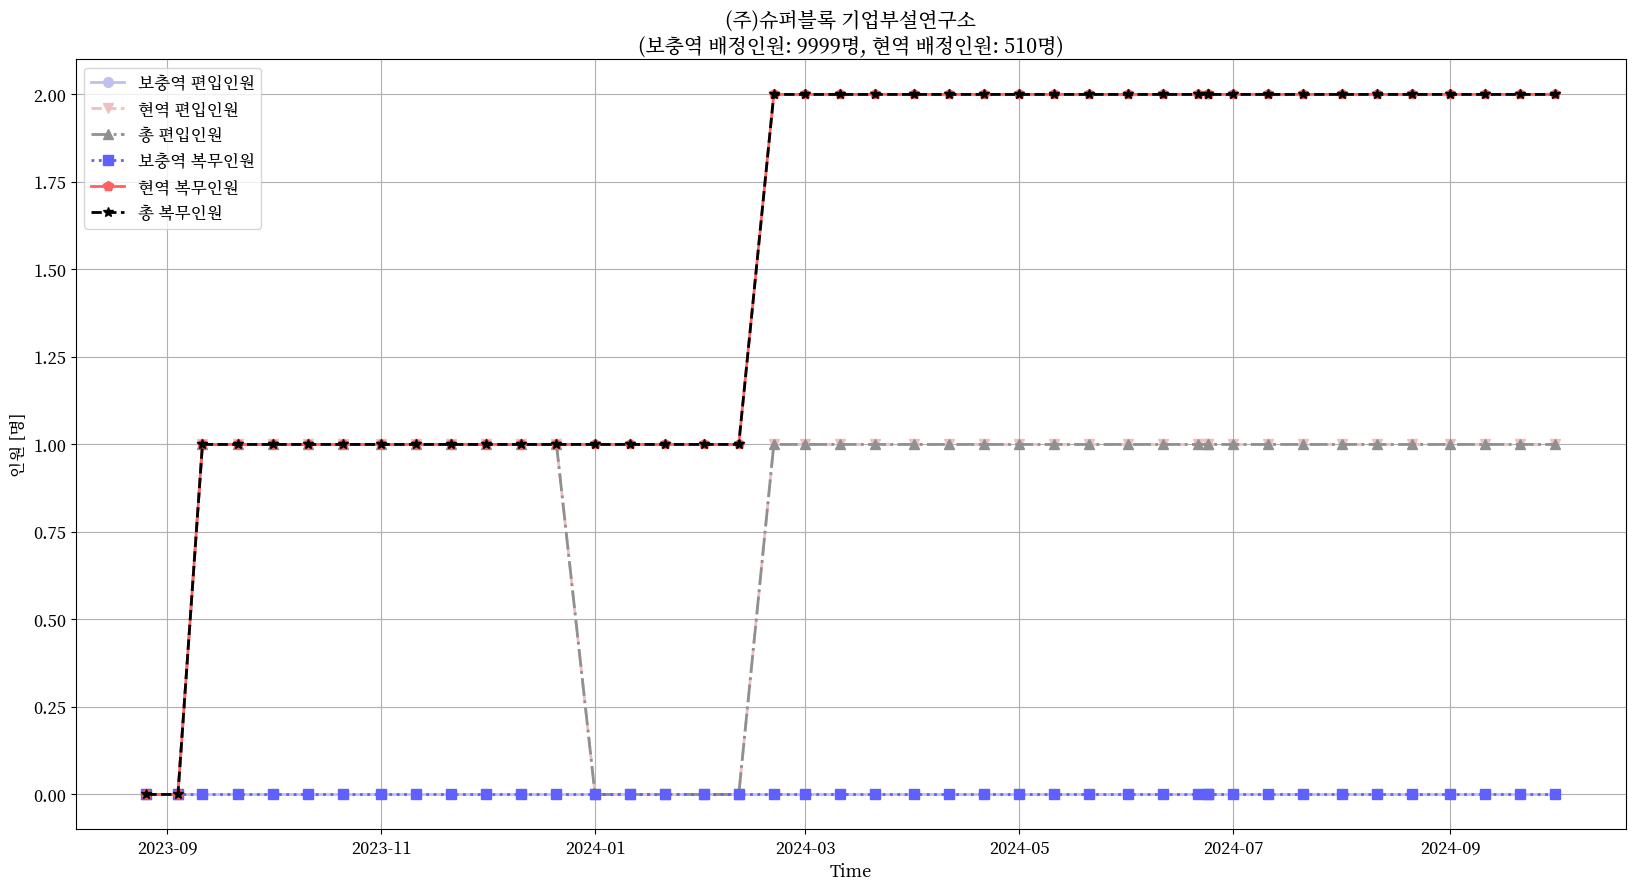 (주)슈퍼블록 기업부설연구소
(보충역 배정인원: 9999명, 현역 배정인원: 510명)
보충역 편입인원
현역 편입인원
총 편입인원
보충역 복무인원
현역 복무인원
총 복무인원
2.00
1.75
1.50
1.25
1.00
0.75
0.50
0.25
0.00
인원 [명]
2023-09 2023-11 2024-01 2024-03 2024-05 2024-07 2024-09
Time